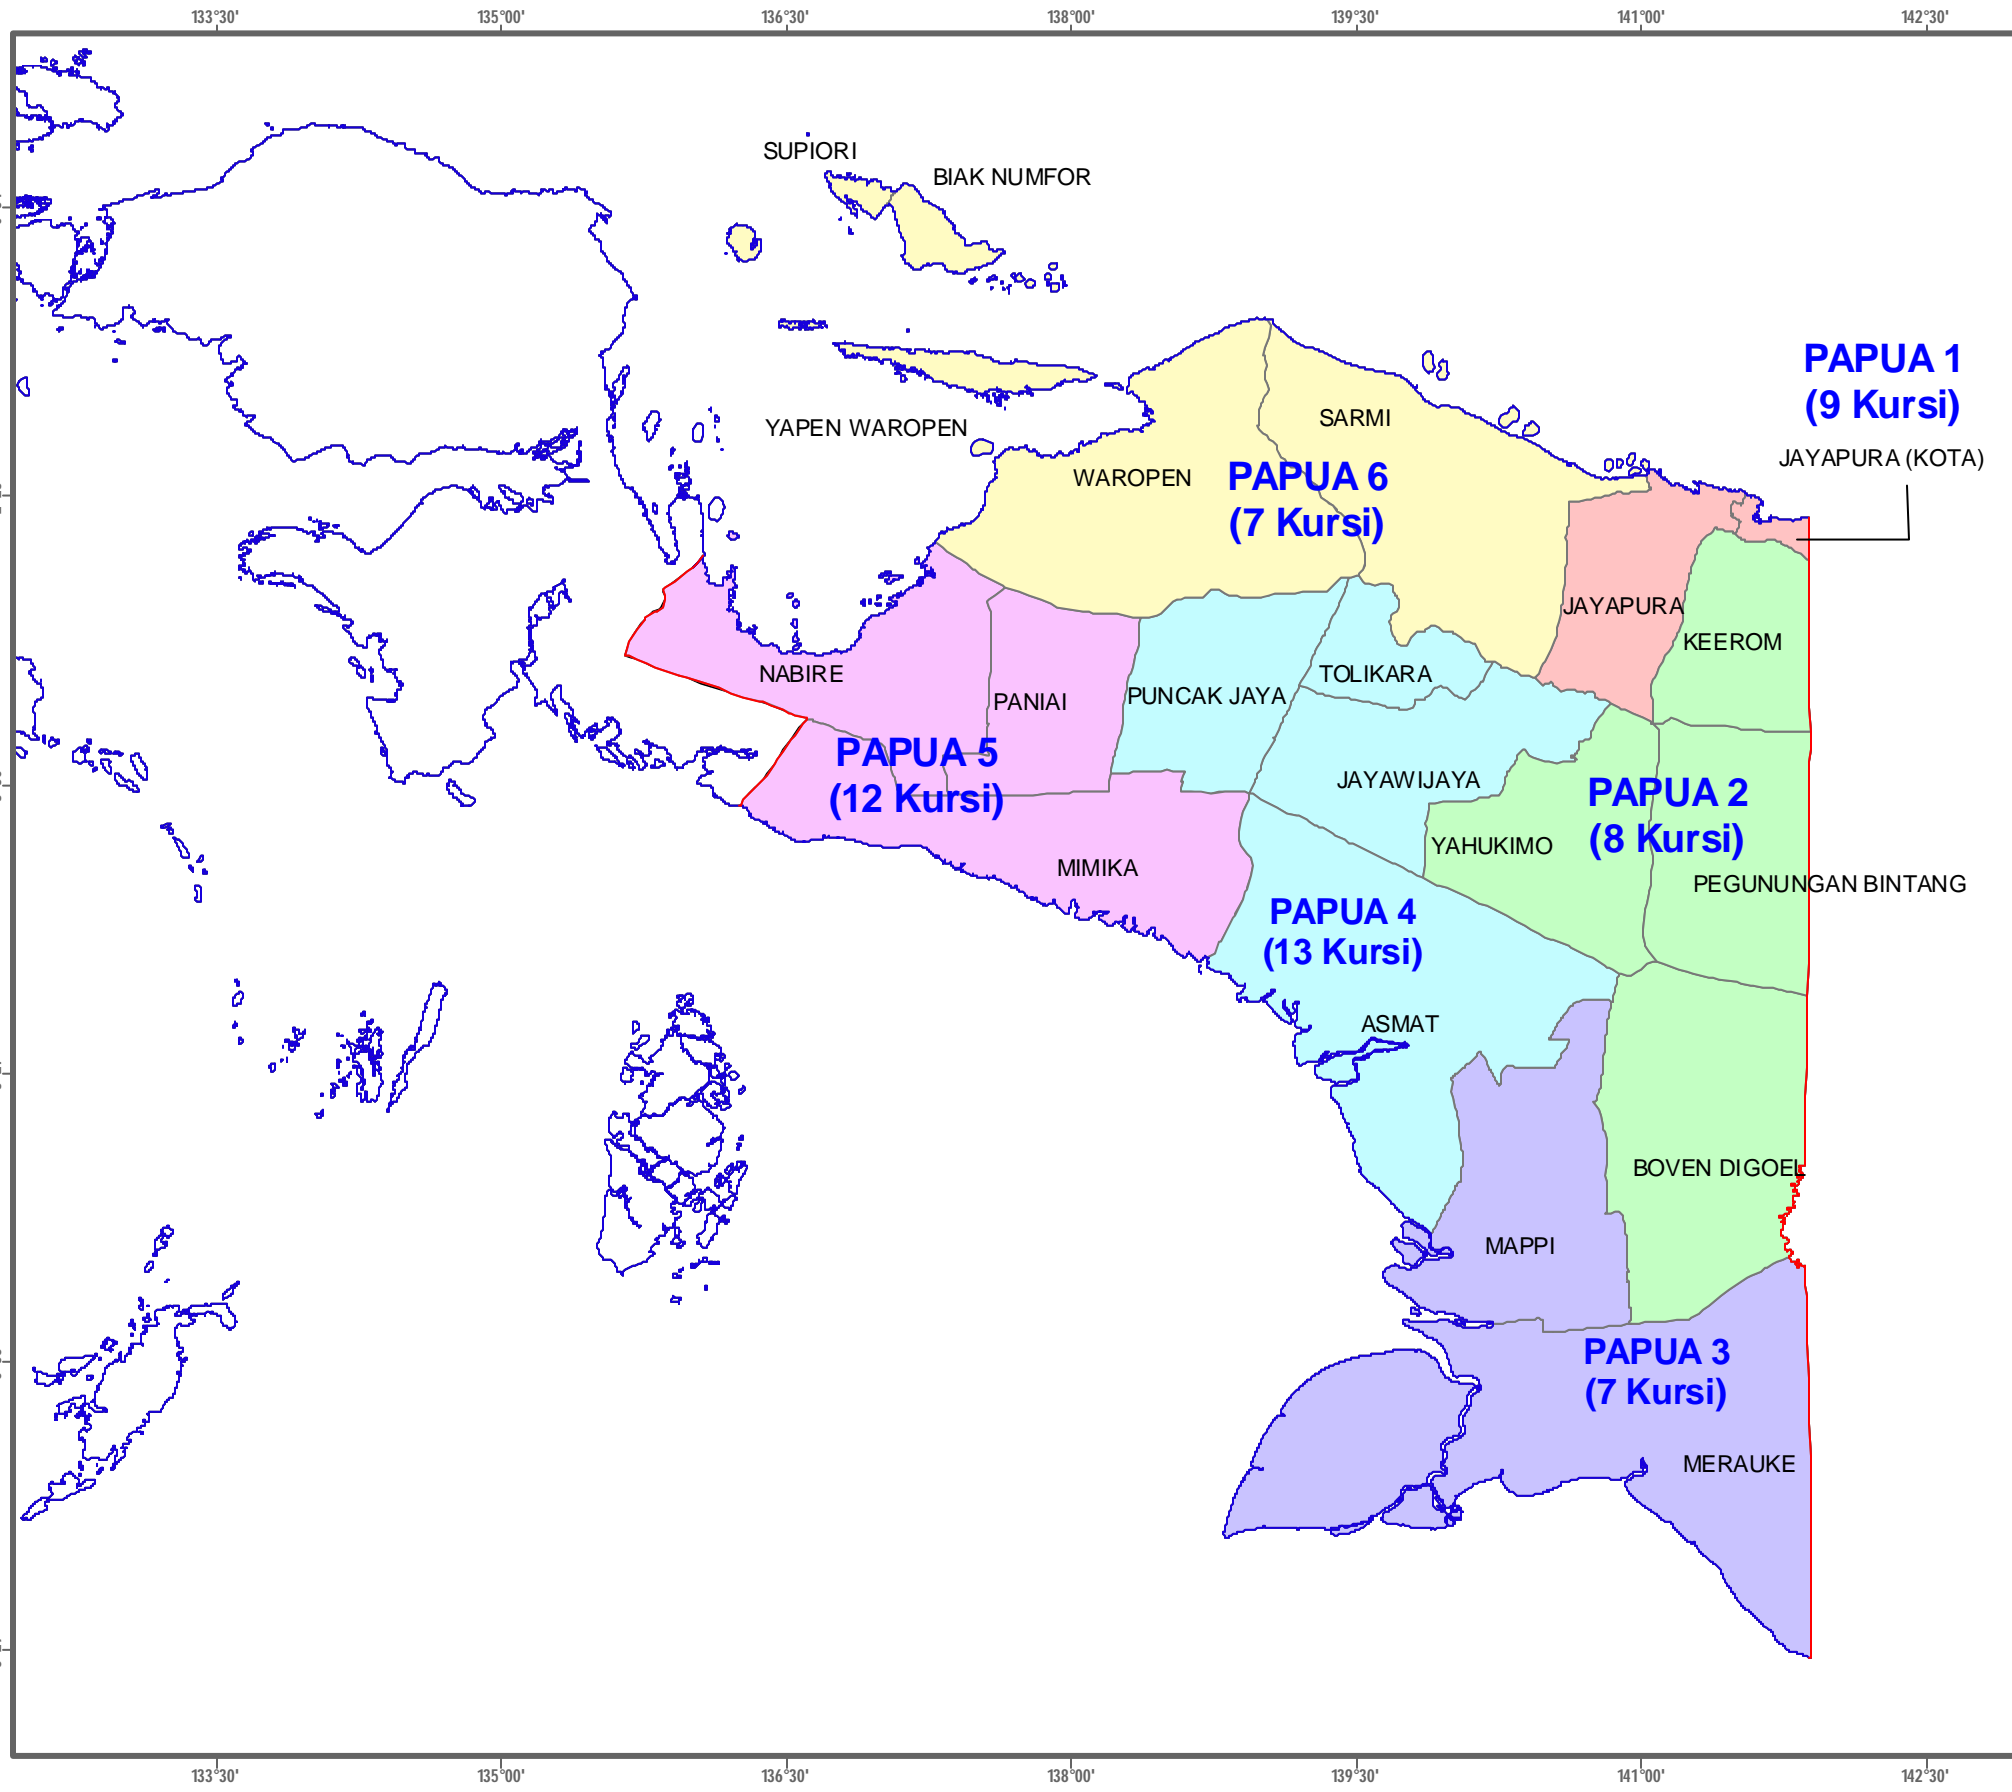 133°30'
135°00'
136°30'
138°00'
139°30'
141°00'
142°30'
SUPIORI
BIAK NUMFOR
PAPUA 1
(9 Kursi)
JAYAPURA (KOTA)
SARMI
YAPEN WAROPEN
WAROPEN
PAPUA 6
(7 Kursi)
JAYAPURA
KEEROM
NABIRE
PANIAI
PUNCAK JAYA
TOLIKARA
PAPUA 5
(12 Kursi)
JAYAWIJAYA
PAPUA 2
(8 Kursi)
YAHUKIMO
MIMIKA
PEGUNUNGAN BINTANG
PAPUA 4
(13 Kursi)
ASMAT
BOVEN DIGOEL
MAPPI
PAPUA 3
(7 Kursi)
MERAUKE
133°30'
135°00'
136°30'
138°00'
139°30'
141°00'
142°30'